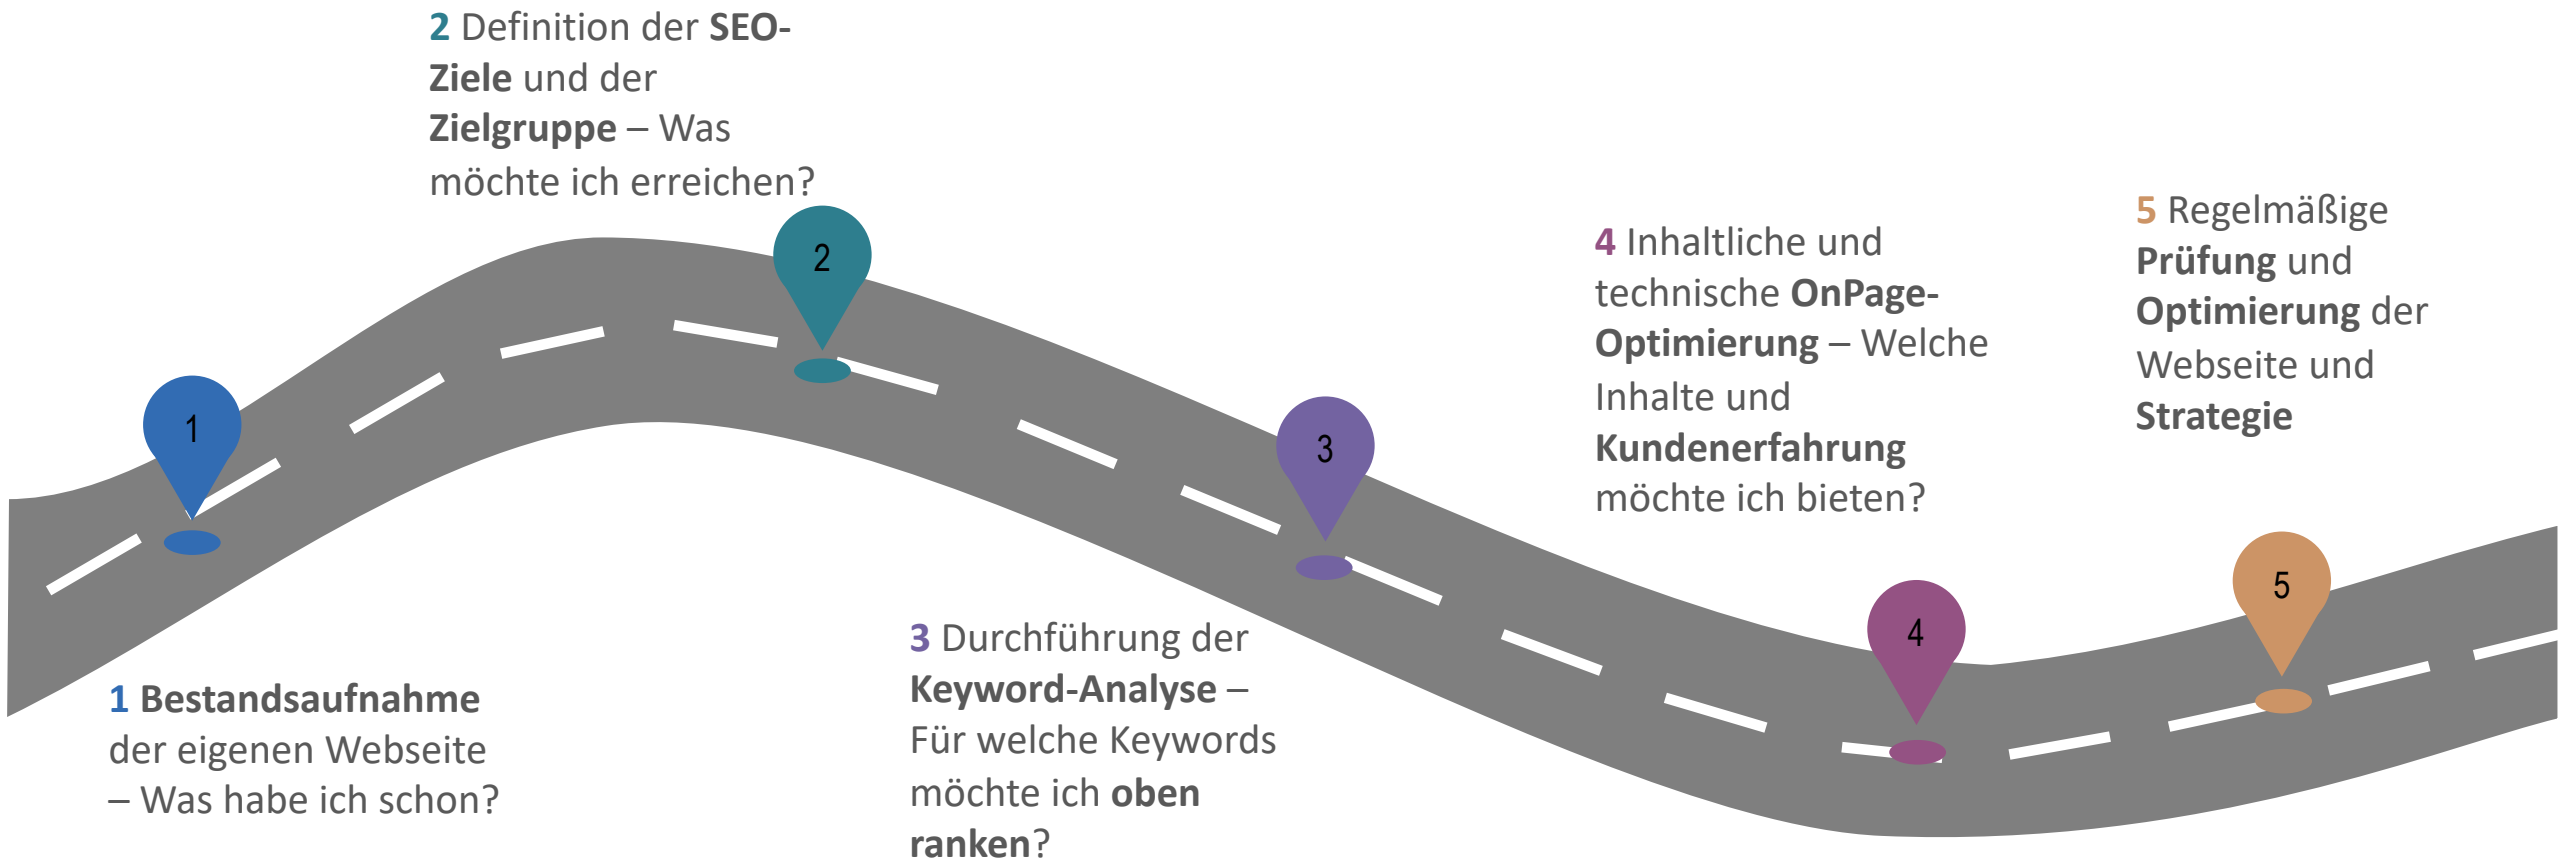 2 Definition der SEO-
Ziele und der
Zielgruppe – Was
möchte ich erreichen?
2
1
1 Bestandsaufnahme
der eigenen Webseite
– Was habe ich schon?
3
3 Durchführung der
Keyword-Analyse –
Für welche Keywords
möchte ich oben
ranken?
4 Inhaltliche und
technische OnPage-
Optimierung – Welche
Inhalte und
Kundenerfahrung
möchte ich bieten?
4
5 Regelmäßige
Prüfung und
Optimierung der
Webseite und
Strategie
5